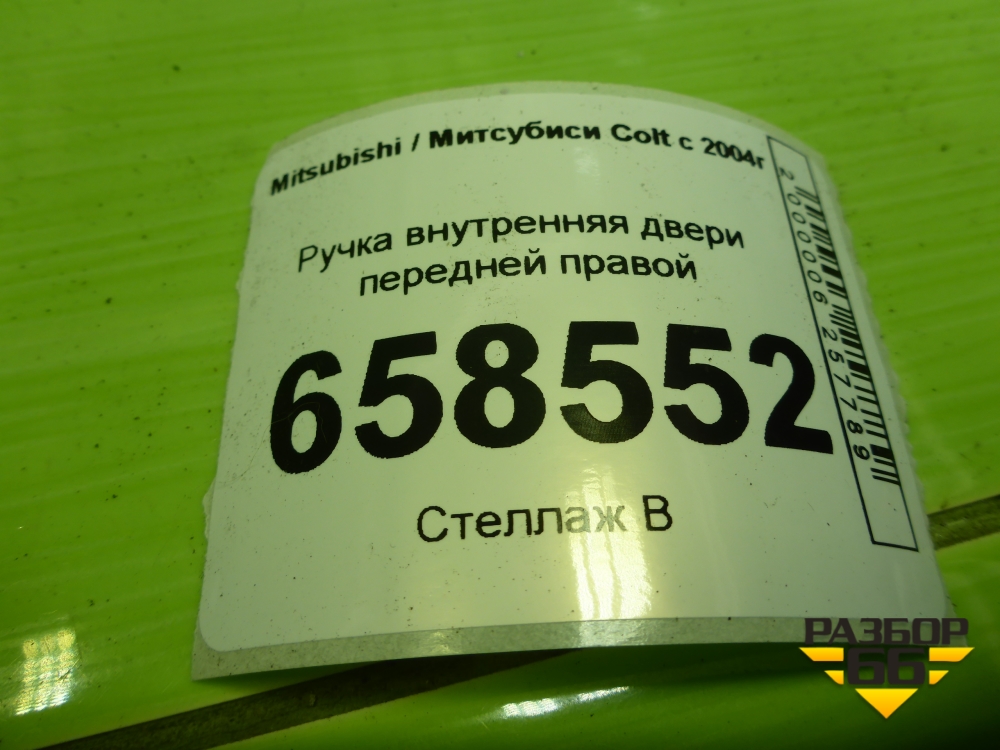 Mitsubishi / Митсубиси Colt с 2004г
Ручка внутренняя двери
передней правой
658552
Стеллаж В
2000006257789
РАЗБОР
66